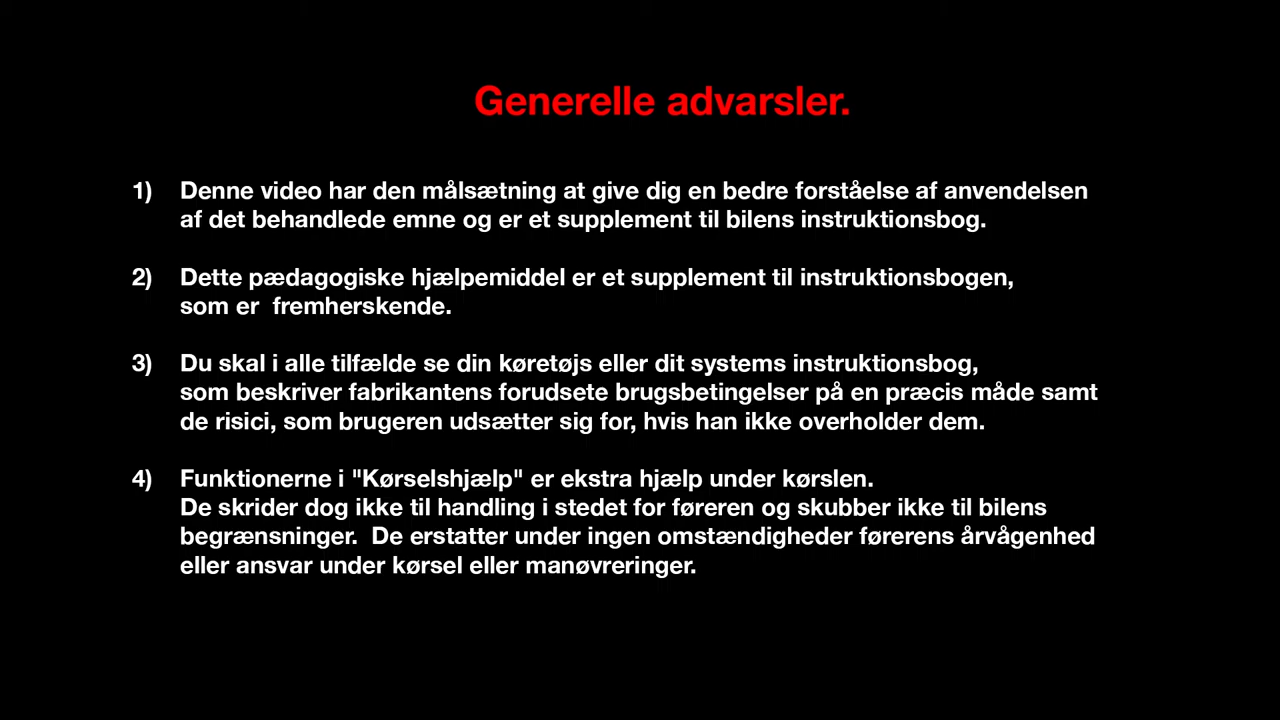 Generelle advarsler.
1) Denne video har den målsætning at give dig en bedre forståelse af anvendelsen
af det behandlede emne og er et supplement til bilens instruktionsbog.
2) Dette pædagogiske hjælpemiddel er et supplement til instruktionsbogen,
som er  fremherskende.
3) Du skal i alle tilfælde se din køretøjs eller dit systems instruktionsbog,
som beskriver fabrikantens forudsete brugsbetingelser på en præcis måde samt
de risici, som brugeren udsætter sig for, hvis han ikke overholder dem.
4) Funktionerne i "Kørselshjælp" er ekstra hjælp under kørslen.
De skrider dog ikke til handling i stedet for føreren og skubber ikke til bilens
begrænsninger.  De erstatter under ingen omstændigheder førerens årvågenhed
eller ansvar under kørsel eller manøvreringer.